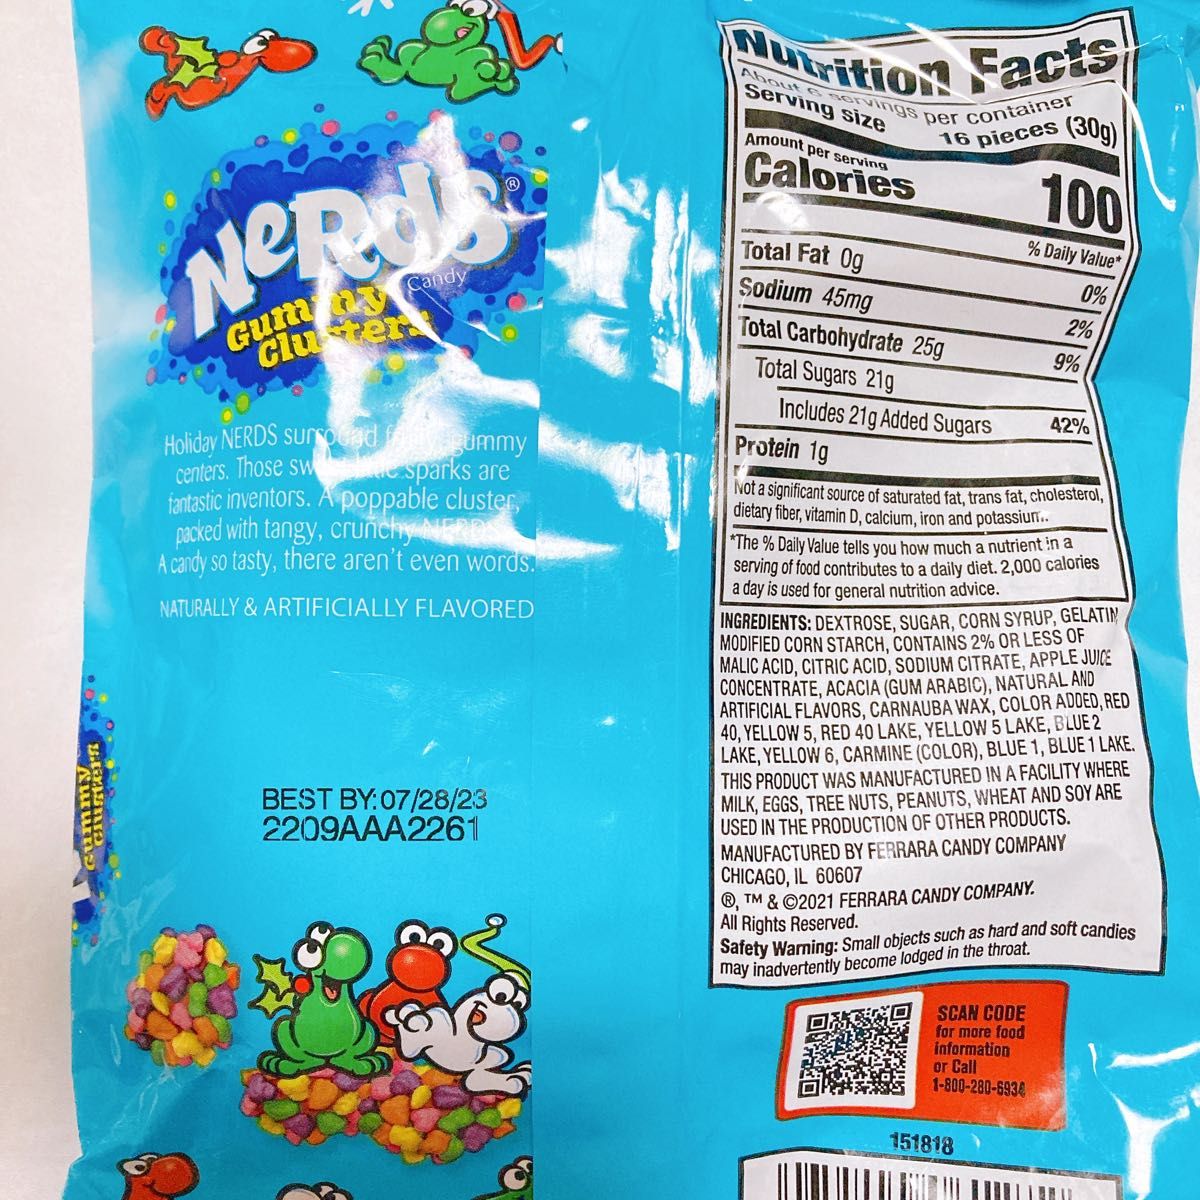 NeRds®
Candy
Gummy
Clusters
Holiday NERDS surround gummy
centers. Those sparks are
fantastic inventors. A poppable cluster,
packed with tangy, crunchy NERDS
A candy so tasty, there aren't even words.
NATURALLY & ARTIFICIALLY FLAVORED
gummy
clusters
BEST BY:07/28/23
2209AAA2261
Nutrition Facts
About 6 servings per container
Serving size 16 pieces (30g)
Amount per serving
Calories 100
% Daily Value*
Total Fat 0g 0%
Sodium 45mg 2%
Total Carbohydrate 25g 9%
Total Sugars 21g
Includes 21g Added Sugars 42%
Protein 1g
Not a significant source of saturated fat, trans fat, cholesterol,
dietary fiber, vitamin D, calcium, iron and potassium.
*The % Daily Value tells you how much a nutrient in a
serving of food contributes to a daily diet. 2,000 calories
a day is used for general nutrition advice.
INGREDIENTS: DEXTROSE, SUGAR, CORN SYRUP, GELATIN
MODIFIED CORN STARCH, CONTAINS 2% OR LESS OF
MALIC ACID, CITRIC ACID, SODIUM CITRATE, APPLE JUICE
CONCENTRATE, ACACIA (GUM ARABIC), NATURAL AND
ARTIFICIAL FLAVORS, CARNAUBA WAX, COLOR ADDED, RED
40, YELLOW 5, RED 40 LAKE, YELLOW 5 LAKE, BLUE 2
LAKE, YELLOW 6, CARMINE (COLOR), BLUE 1, BLUE 1 LAKE.
THIS PRODUCT WAS MANUFACTURED IN A FACILITY WHERE
MILK, EGGS, TREE NUTS, PEANUTS, WHEAT AND SOY ARE
USED IN THE PRODUCTION OF OTHER PRODUCTS.
MANUFACTURED BY FERRARA CANDY COMPANY
CHICAGO, IL 60607
®, ™ & ©2021 FERRARA CANDY COMPANY.
All Rights Reserved.
Safety Warning: Small objects such as hard and soft candies
may inadvertently become lodged in the throat.
SCAN CODE
for more food
information
or Call
1-800-280-6934
151818